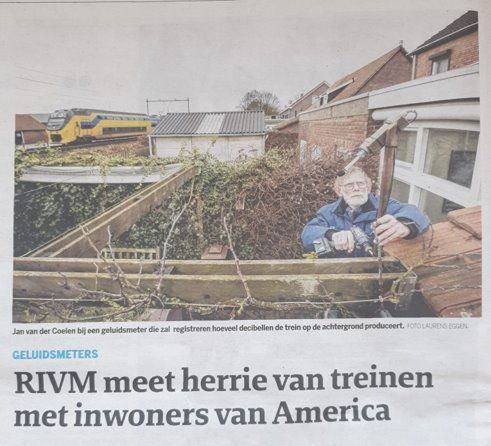 Jan van der Coelen bij een geluidsmeter die zal registreren hoeveel decibellen de trein op de achtergrond produceert. FOTO LAURENS EGGEN
GELUIDSMETERS
RIVM meet herrie van treinen
met inwoners van America